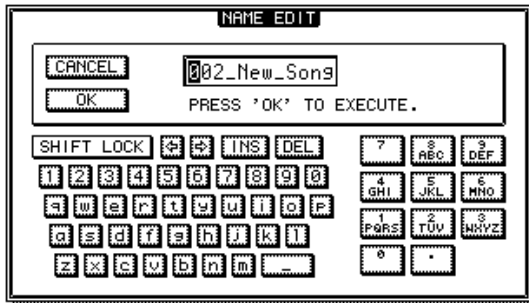 NAME EDIT
CANCEL
002_New_Song
OK
PRESS 'OK' TO EXECUTE.
SHIFT LOCK INS DEL
1 2 3 4 5 6 7 8 9 0
q w e r t y u i o p
a s d f g h j k l
z x c v b n m _
7 8 ABC 9 DEF
4 GHI 5 JKL 6 MNO
1 PQRS 2 TUV 3 WXYZ
0 .